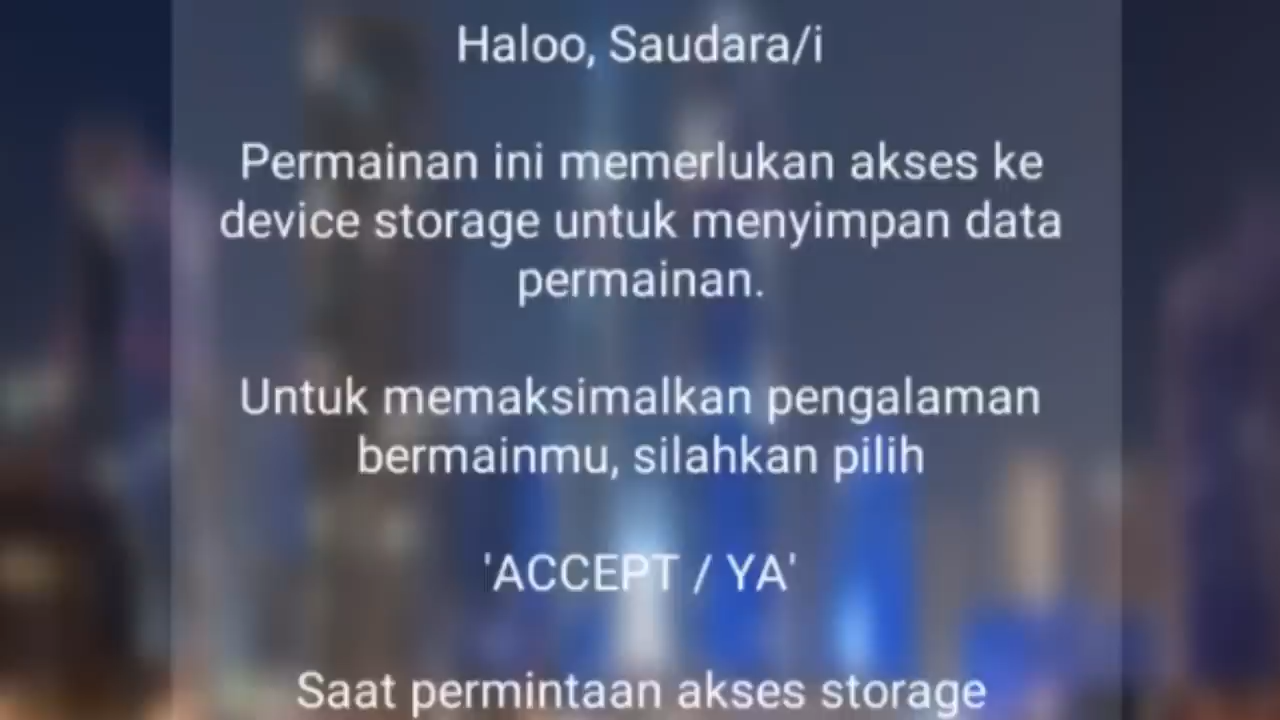 Haloo, Saudara/i
Permainan ini memerlukan akses ke
device storage untuk menyimpan data
permainan.
Untuk memaksimalkan pengalaman
bermainmu, silahkan pilih
'ACCEPT / YA'
Saat permintaan akses storage